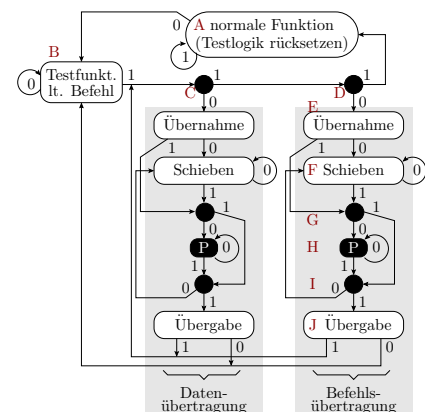 0 A normale Funktion
1 (Testlogik rücksetzen)
B
0 Testfunkt. 1
lt. Befehl
C 1 D 1
0 0
E
Übernahme Übernahme
1 0 1 0
Schieben 0 F Schieben 0
1 1
1 G 1
0 0
P 0 H P 0
1 1
0 I 0
1 1
Übergabe J Übergabe
1 0 1 0
Daten- Befehls-
übertragung übertragung